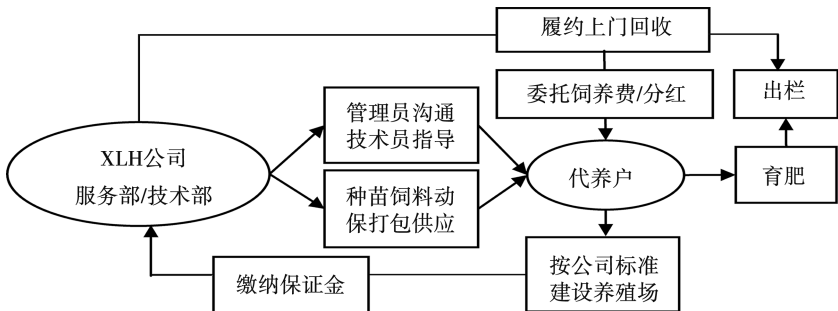 履约上门回收
委托饲养费/分红
出栏
管理员沟通
技术员指导
XLH公司
服务部/技术部
代养户
育肥
种苗饲料动
保打包供应
按公司标准
建设养殖场
缴纳保证金